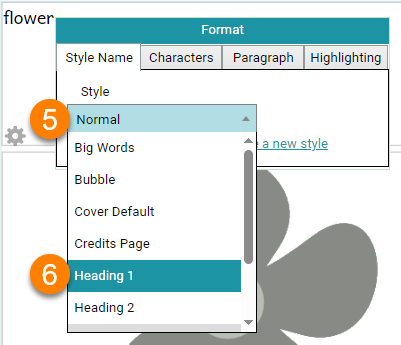 flower
Format
Style Name Characters Paragraph Highlighting
Style
5 Normal
a new style
Big Words
Bubble
Cover Default
Credits Page
6 Heading 1
Heading 2